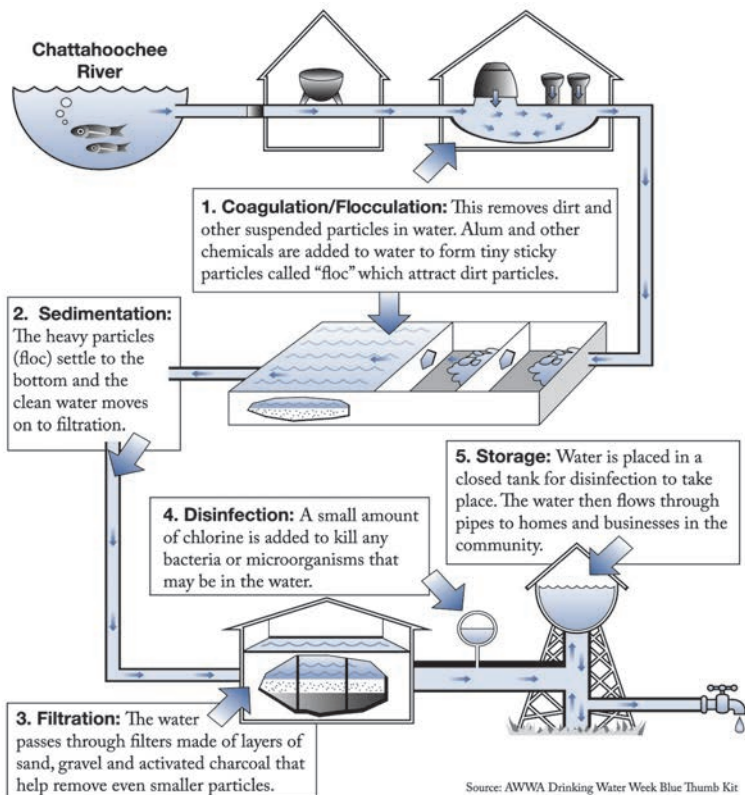 Chattahoochee
River
1. Coagulation/Flocculation: This removes dirt and
other suspended particles in water. Alum and other
chemicals are added to water to form tiny sticky
particles called “floc” which attract dirt particles.
2. Sedimentation:
The heavy particles
(floc) settle to the
bottom and the
clean water moves
on to filtration.
5. Storage: Water is placed in a
closed tank for disinfection to take
place. The water then flows through
pipes to homes and businesses in the
community.
4. Disinfection: A small amount
of chlorine is added to kill any
bacteria or microorganisms that
may be in the water.
3. Filtration: The water
passes through filters made of layers of
sand, gravel and activated charcoal that
help remove even smaller particles.
Source: AWWA Drinking Water Week Blue Thumb Kit